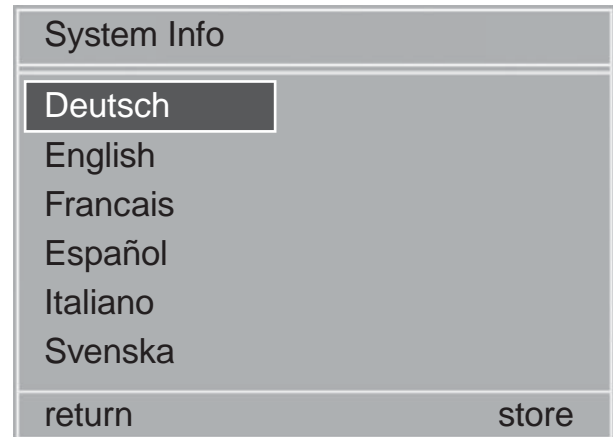 System Info
Deutsch
English
Francais
Español
Italiano
Svenska
return store